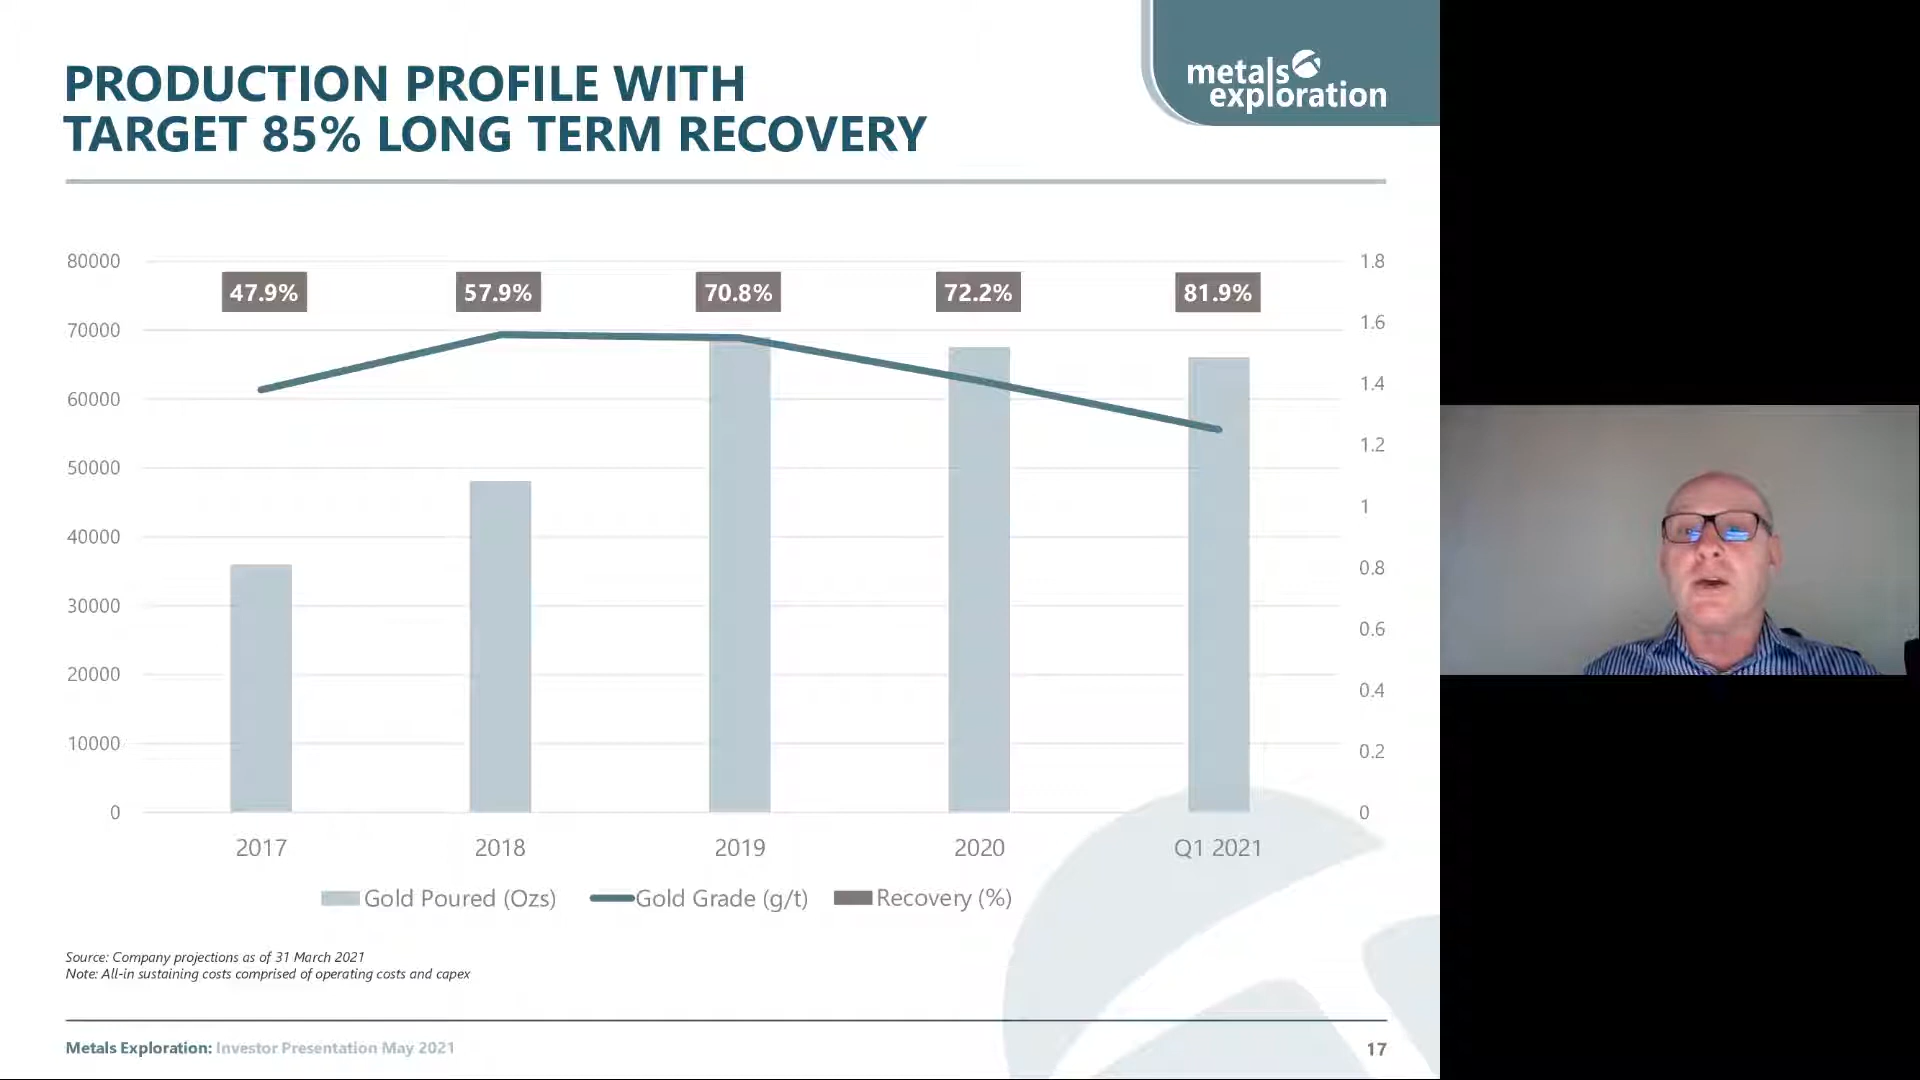 PRODUCTION PROFILE WITH
TARGET 85% LONG TERM RECOVERY
metals
exploration
80000
70000
60000
50000
40000
30000
20000
10000
0
47.9%
57.9%
70.8%
72.2%
81.9%
1.8
1.6
1.4
1.2
1
0.8
0.6
0.4
0.2
0
2017
2018
2019
2020
Q1 2021
Gold Poured (Ozs)
Gold Grade (g/t)
Recovery (%)
Source: Company projections as of 31 March 2021
Note: All-in sustaining costs comprised of operating costs and capex
Metals Exploration: Investor Presentation May 2021
17